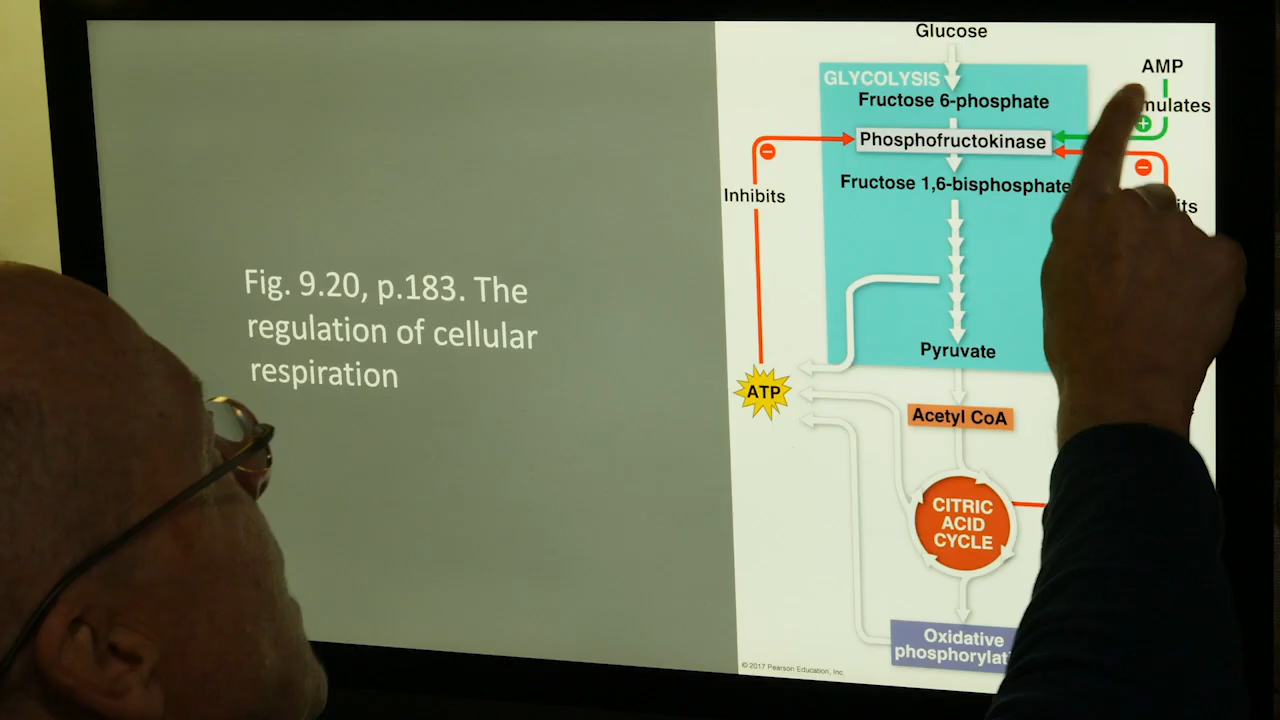 Fig. 9.20, p.183. The
regulation of cellular
respiration
Glucose
GLYCOLYSIS
AMP
Fructose 6-phosphate
Phosphofructokinase
Fructose 1,6-bisphosphate
Inhibits
Pyruvate
ATP
Acetyl CoA
CITRIC
ACID
CYCLE
Oxidative
© 2017 Pearson Education, Inc.